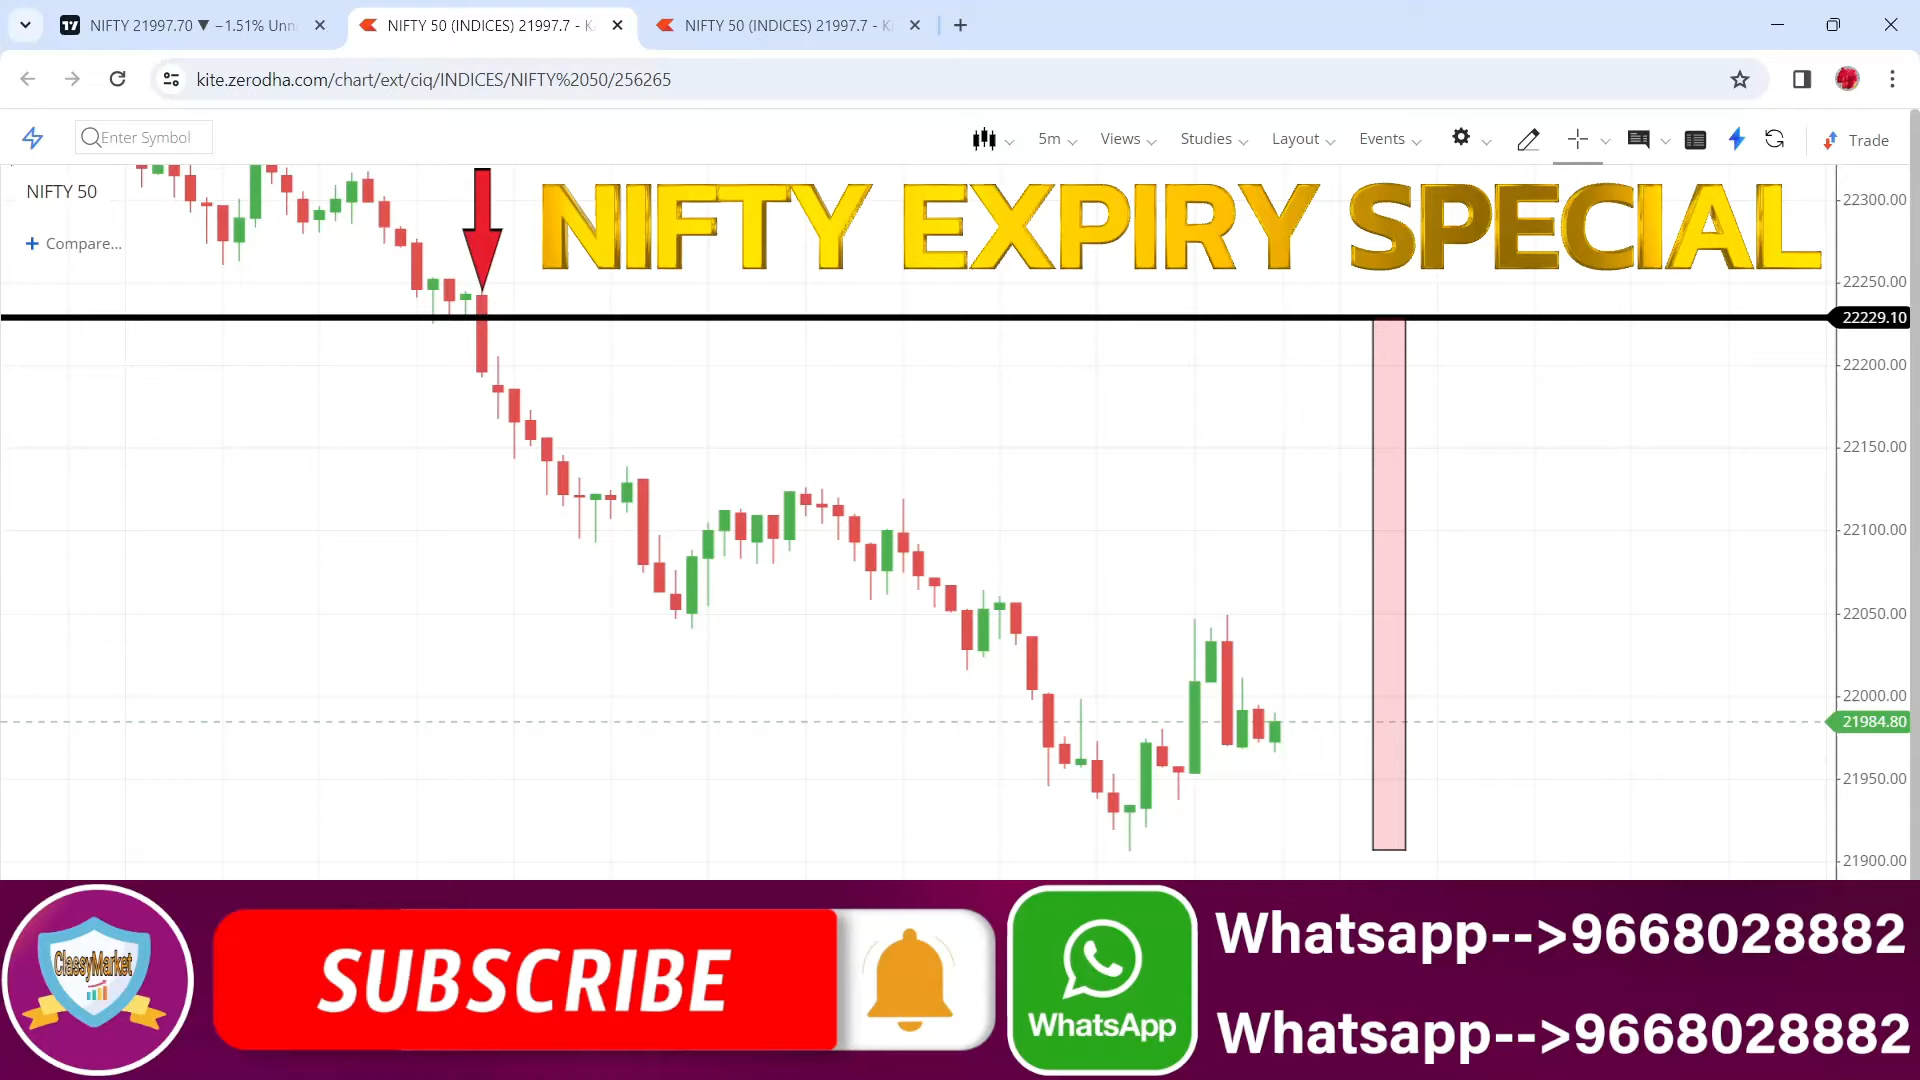 NIFTY 21997.70 ▼ −1.51% Unn
NIFTY 50 (INDICES) 21997.7 - K
NIFTY 50 (INDICES) 21997.7 - Ki
kite.zerodha.com/chart/ext/ciq/INDICES/NIFTY%2050/256265
Enter Symbol
5m
Views
Studies
Layout
Events
Trade
NIFTY 50
+ Compare...
NIFTY EXPIRY SPECIAL
22300.00
22250.00
22229.10
22200.00
22150.00
22100.00
22050.00
22000.00
21984.80
21950.00
21900.00
ClassyMarket
SUBSCRIBE
WhatsApp
Whatsapp-->9668028882
Whatsapp-->9668028882